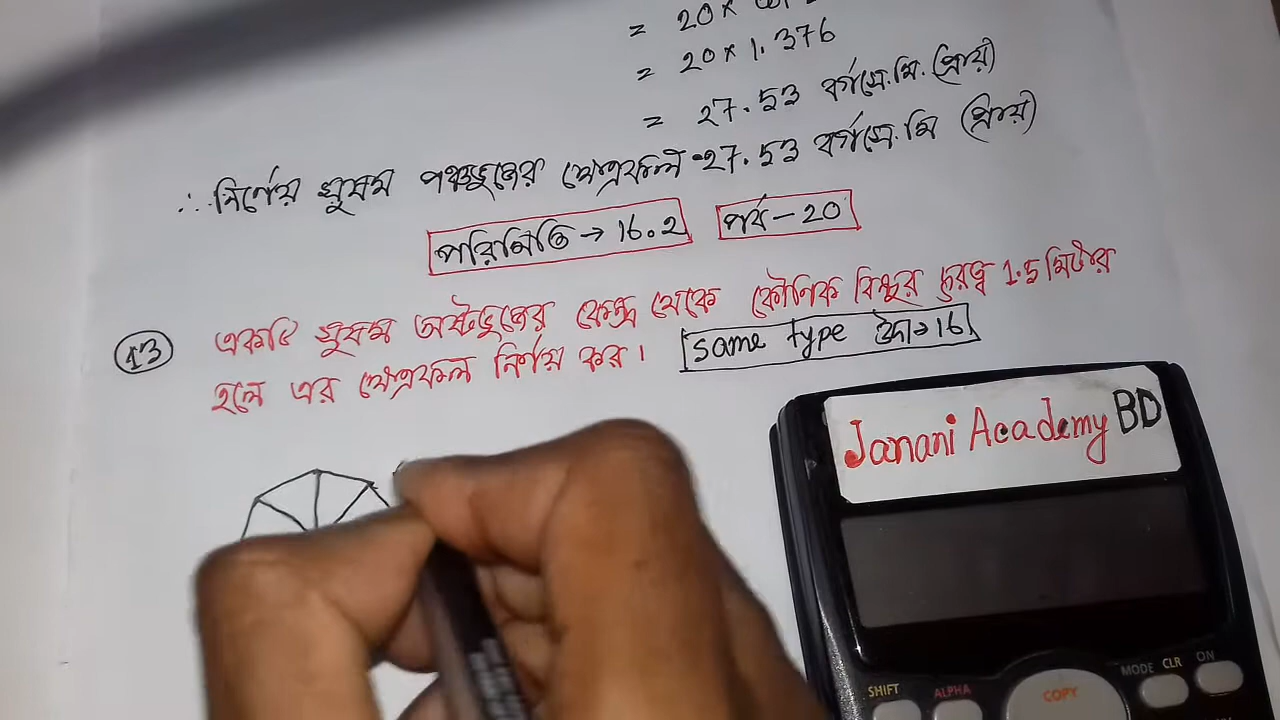 = 20×
= 20×1.376
= 27.53 বর্গসে.মি. (প্রায়)
∴ নির্ণেয় সুষম পঞ্চভুজের ক্ষেত্রফল = 27.53 বর্গসে.মি (প্রায়)
পরিমিতি → 16.2 পর্ব - 20
13 একটি সুষম অষ্টভুজের কেন্দ্র থেকে কৌণিক বিন্দুর দুরত্ব 1.5 মিটার
হলে এর ক্ষেত্রফল নির্ণয় কর। same type উদাঃ 16
Janani Academy BD
MODE CLR ON
SHIFT ALPHA COPY